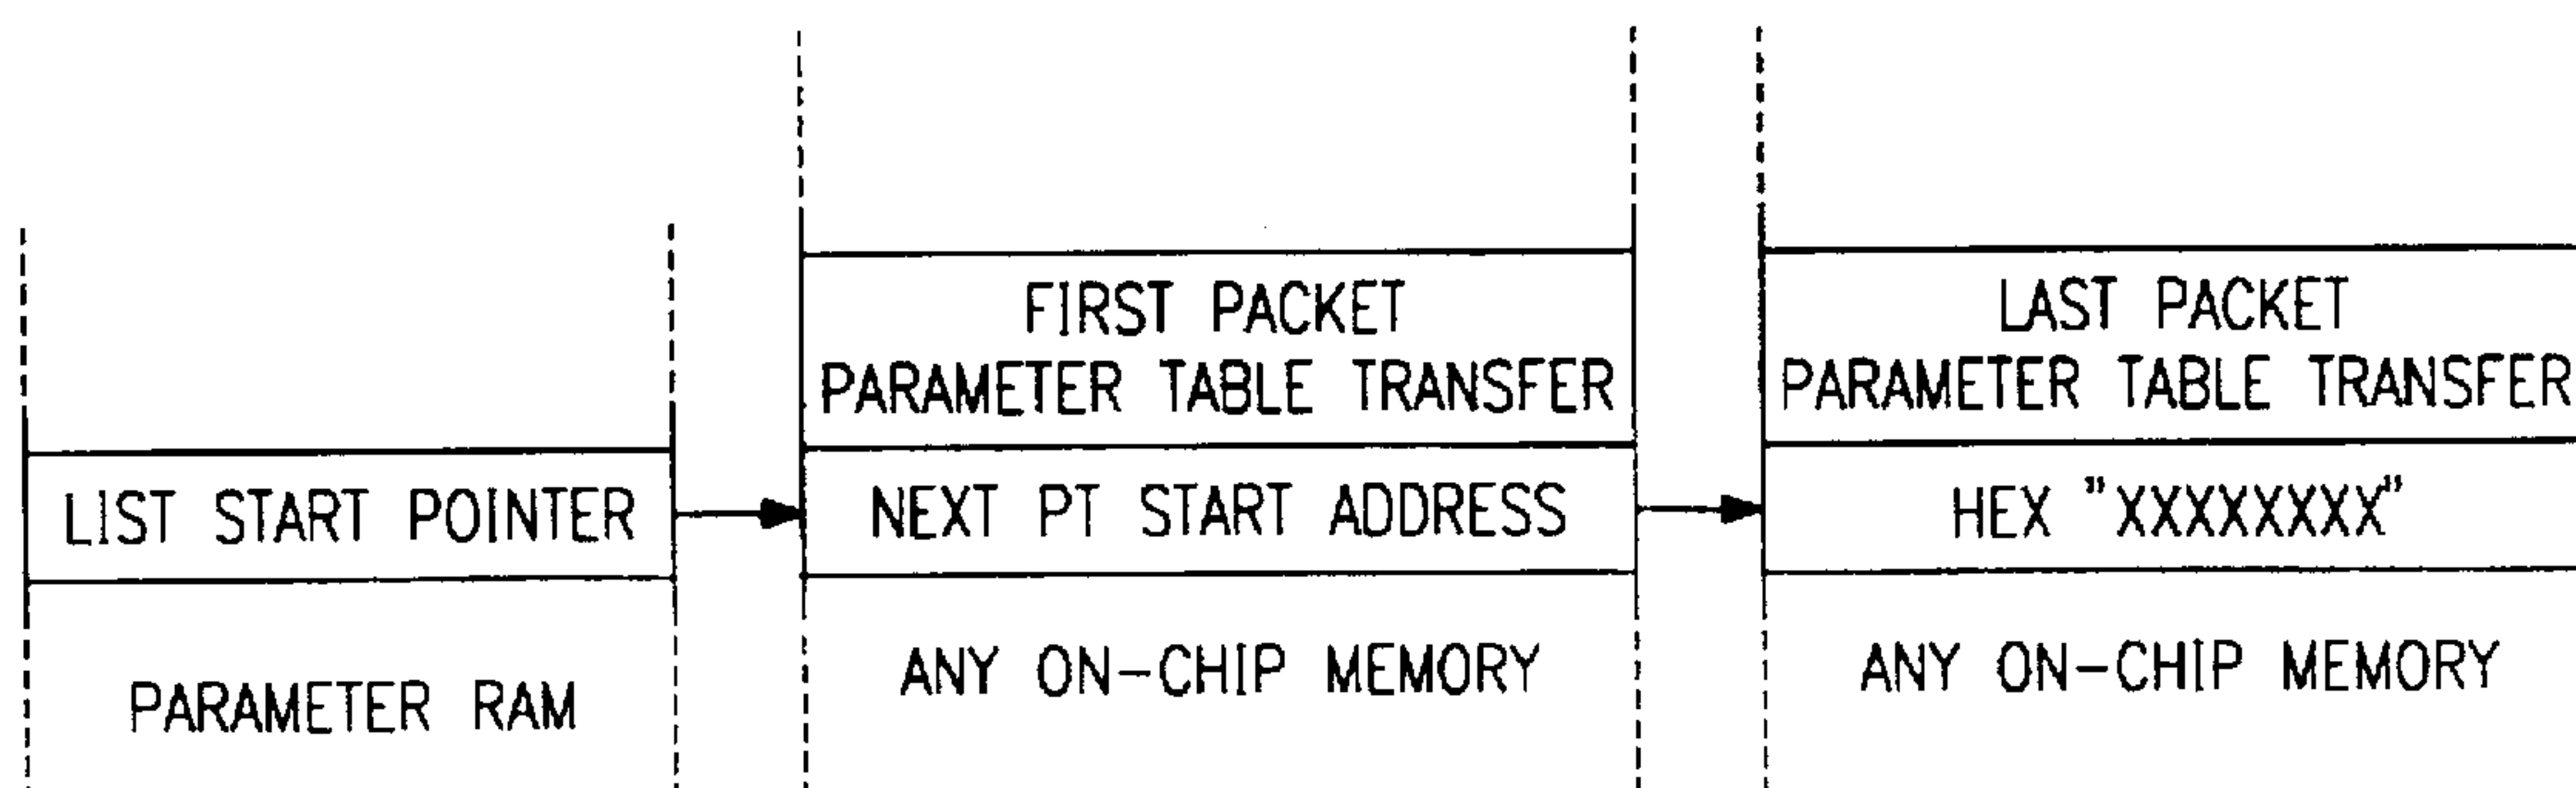 LIST START POINTER
PARAMETER RAM
FIRST PACKET
PARAMETER TABLE TRANSFER
NEXT PT START ADDRESS
ANY ON-CHIP MEMORY
LAST PACKET
PARAMETER TABLE TRANSFER
HEX "XXXXXXXX"
ANY ON-CHIP MEMORY